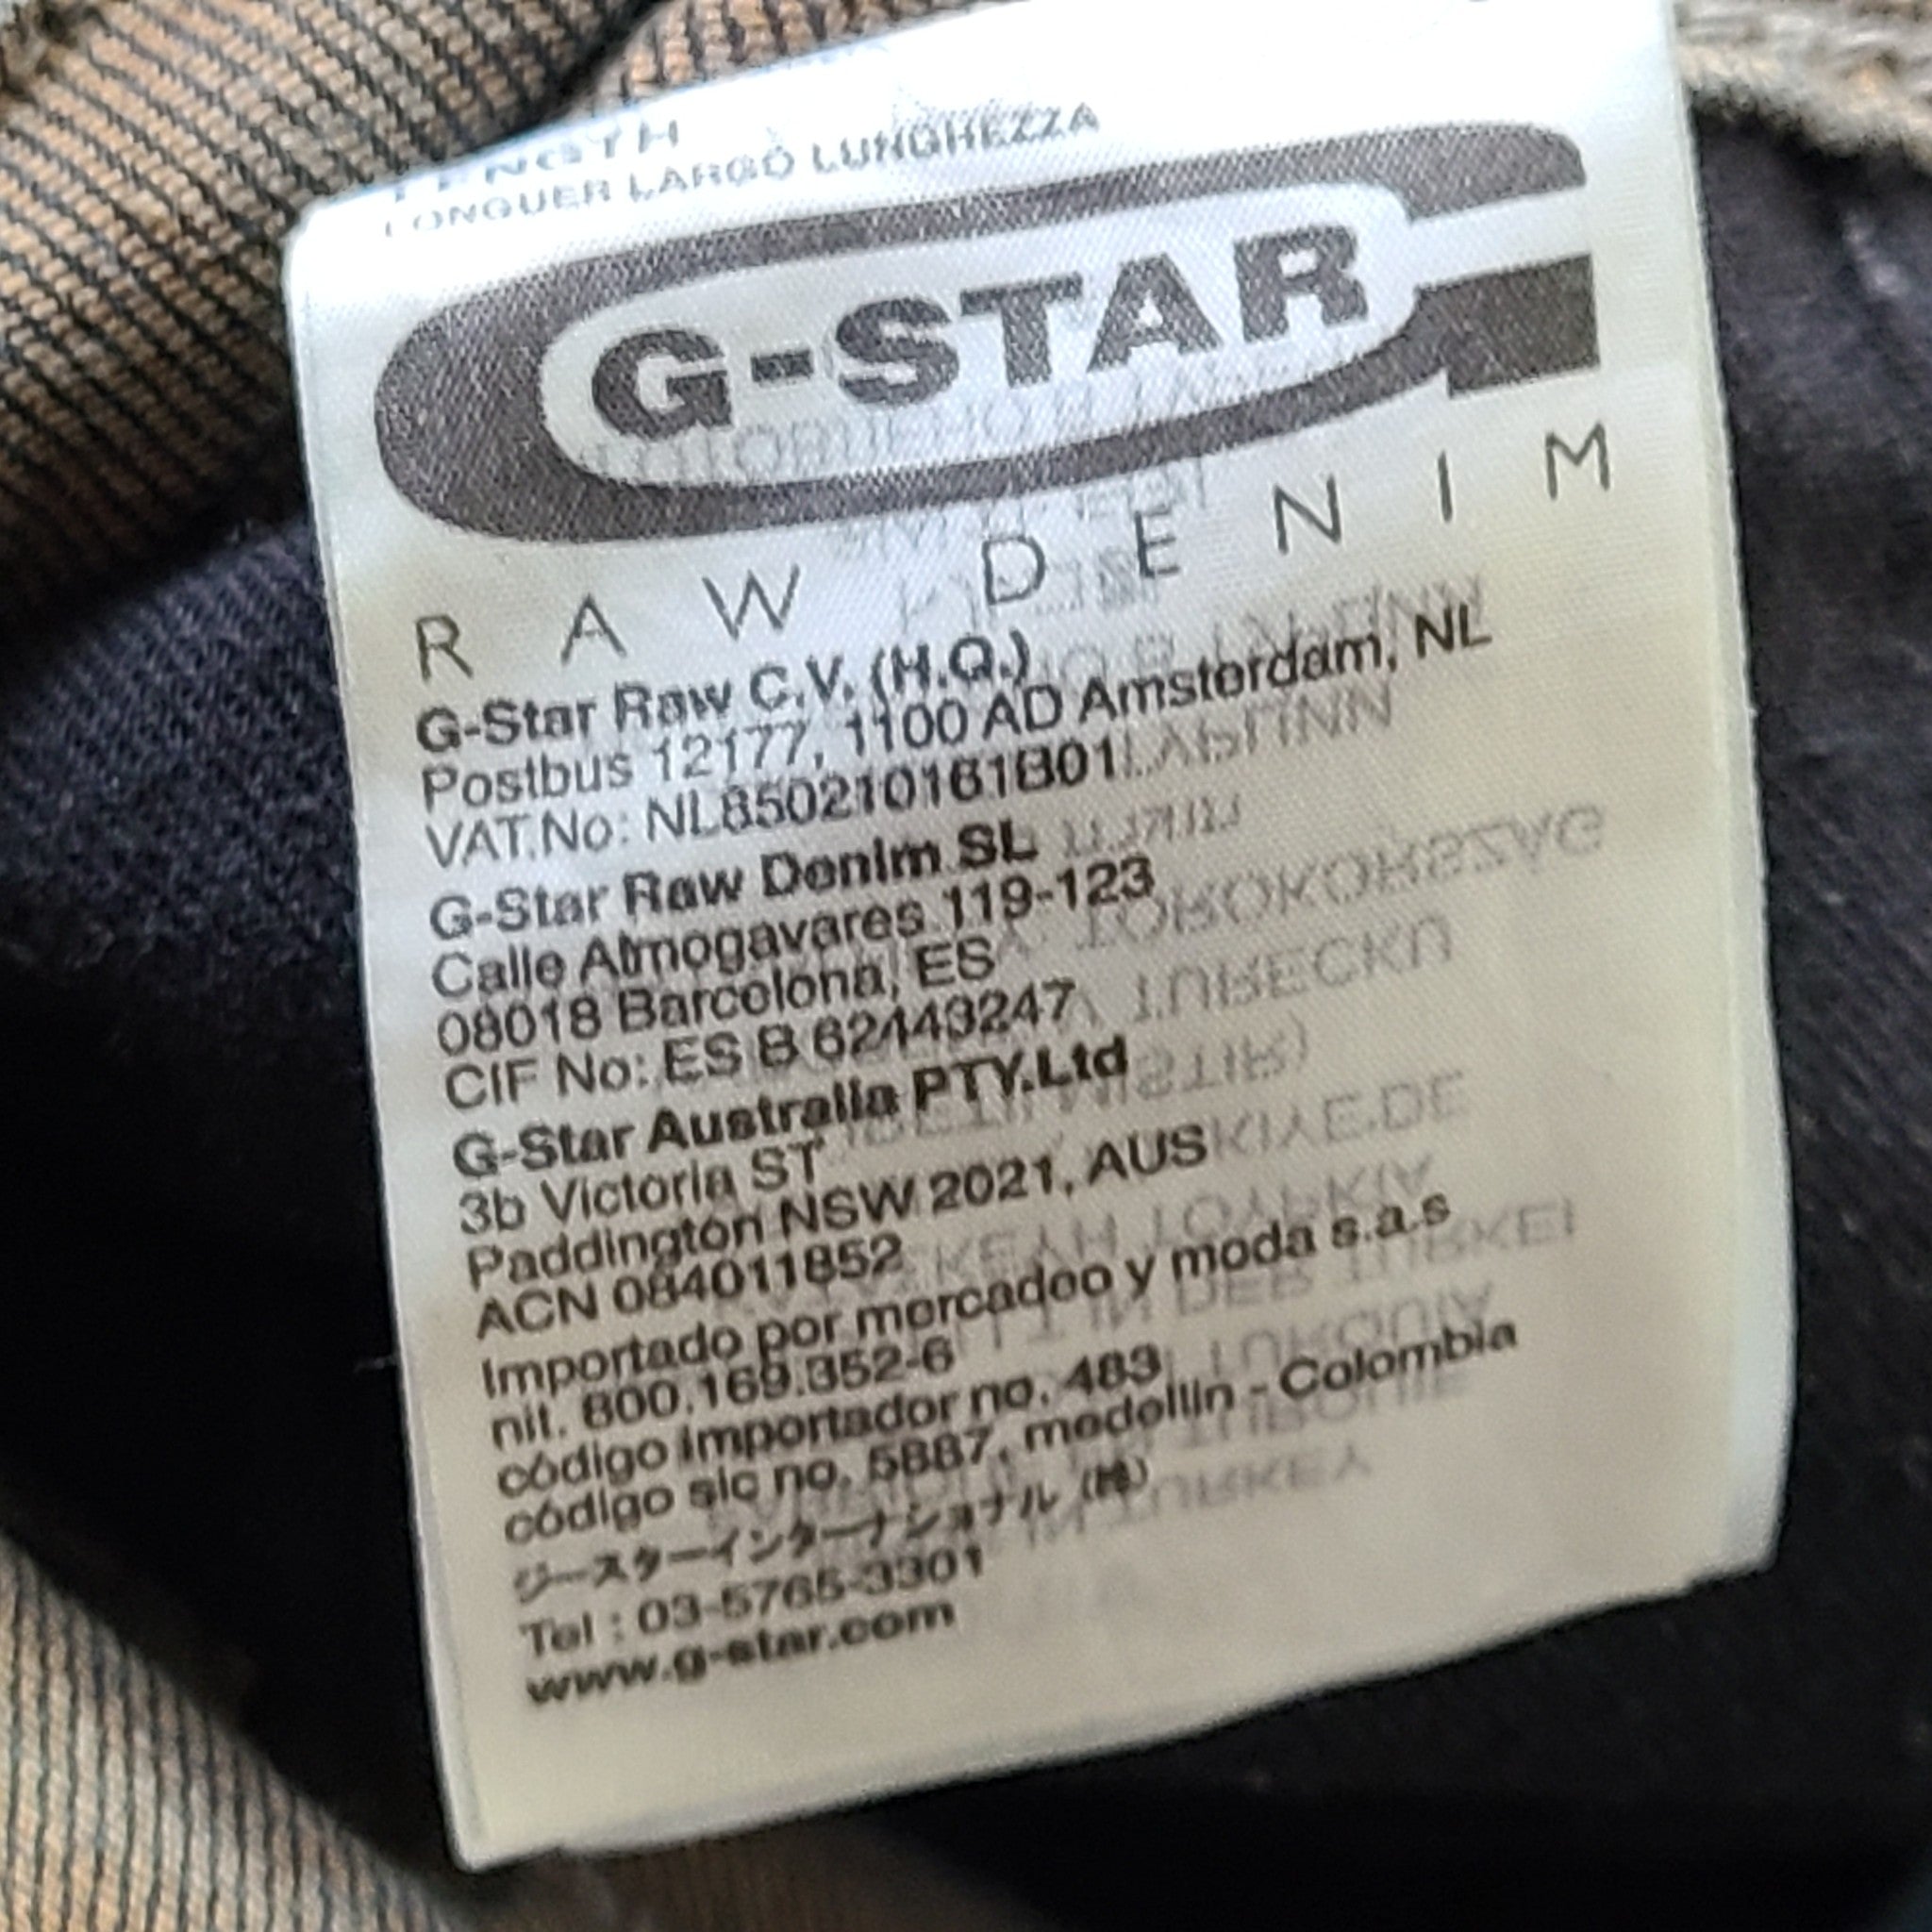 LENGTH
LONGUER LARGO LUNGHEZZA
G-STAR
RAW DENIM
G-Star Raw C.V. (H.Q.)
Postbus 12177, 1100 AD Amsterdam, NL
VAT.No: NL850210161B01
G-Star Raw Denim SL
Calle Almogavares 119-123
08018 Barcelona, ES
CIF No: ES B 62443247
G-Star Australia PTY.Ltd
3b Victoria ST
Paddington NSW 2021, AUS
ACN 084011852
Importado por mercadeo y moda s.a.s
nit. 800.169.352-6
código importador no. 483
código sic no. 5887, medellin - Colombia
ジースターインターナショナル (株)
Tel : 03-5765-3301
www.g-star.com